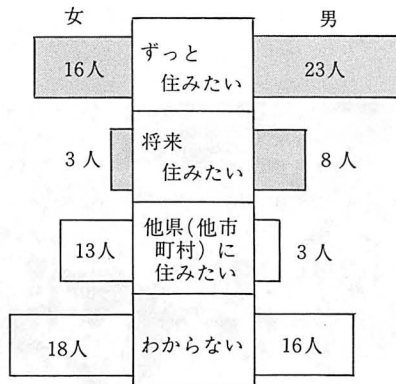 女
男
16人
ずっと
住みたい
23人
3人
将来
住みたい
8人
13人
他県(他市
町村)に
住みたい
3人
18人
わからない
16人